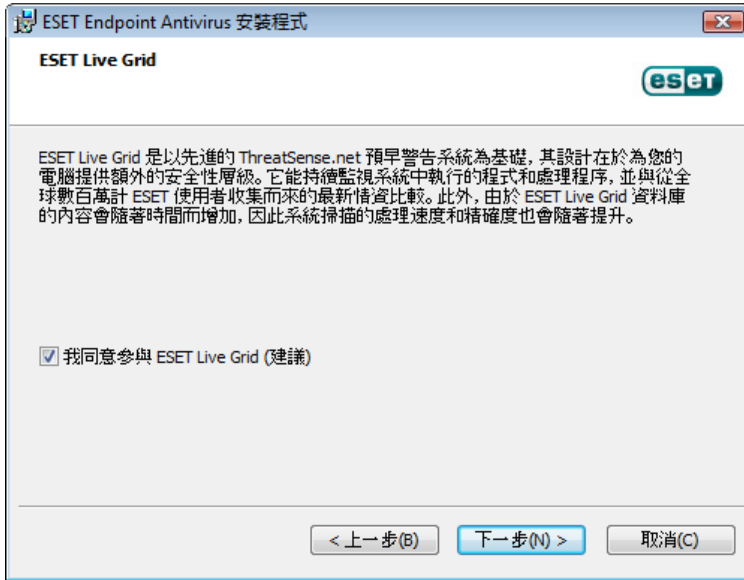 ESET Endpoint Antivirus 安裝程式
ESET Live Grid
eset
ESET Live Grid 是以先進的 ThreatSense.net 預早警告系統為基礎, 其設計在於為您的
電腦提供額外的安全性層級。它能持續監視系統中執行的程式和處理程序, 並與從全
球數百萬計 ESET 使用者收集而來的最新情資比較。此外, 由於 ESET Live Grid 資料庫
的內容會隨著時間而增加, 因此系統掃描的處理速度和精確度也會隨著提升。
我同意參與 ESET Live Grid (建議)
< 上一步(B)
下一步(N) >
取消(C)